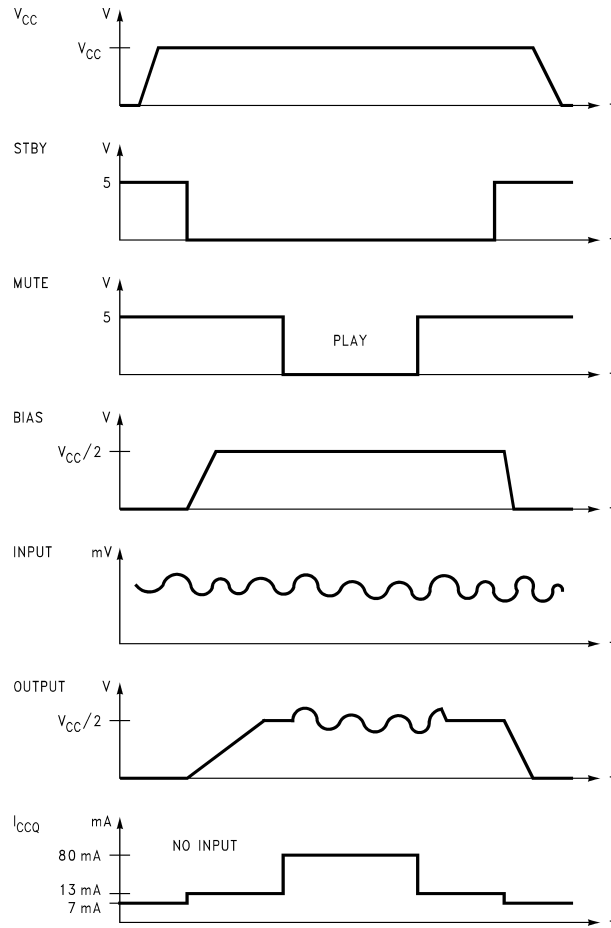 VCC V
VCC
STBY V
5
MUTE V
5
PLAY
BIAS V
VCC/2
INPUT mV
OUTPUT V
VCC/2
ICCQ mA
NO INPUT
80 mA
13 mA
7 mA